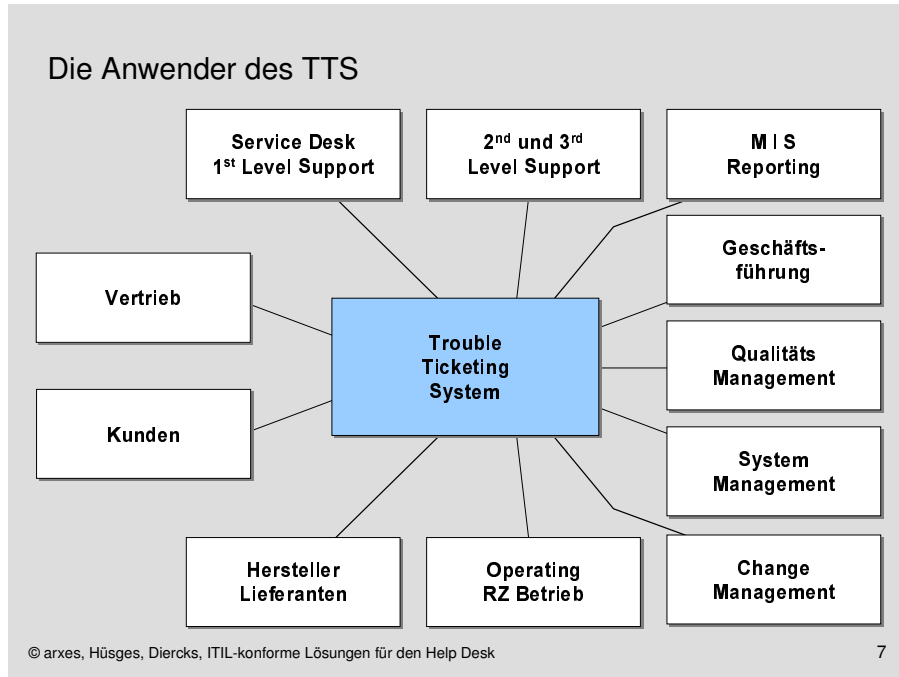 Die Anwender des TTS
Service Desk
1st Level Support
2nd und 3rd
Level Support
M I S
Reporting
Geschäfts-
führung
Vertrieb
Trouble
Ticketing
System
Qualitäts
Management
Kunden
System
Management
Hersteller
Lieferanten
Operating
RZ Betrieb
Change
Management
© arxes, Hüsges, Diercks, ITIL-konforme Lösungen für den Help Desk
7